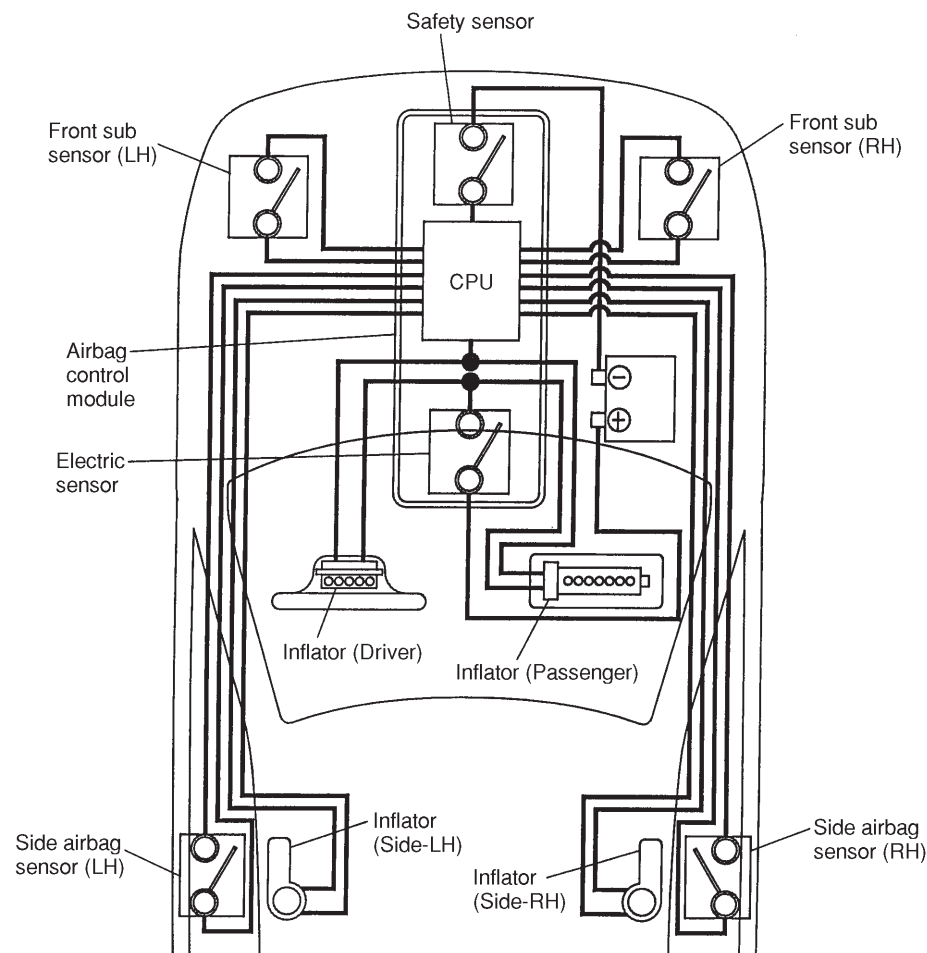 Safety sensor
Front sub
sensor (LH)
Front sub
sensor (RH)
CPU
Airbag
control
module
−
+
Electric
sensor
Inflator (Driver)
Inflator (Passenger)
Inflator
(Side-LH)
Side airbag
sensor (LH)
Side airbag
sensor (RH)
Inflator
(Side-RH)